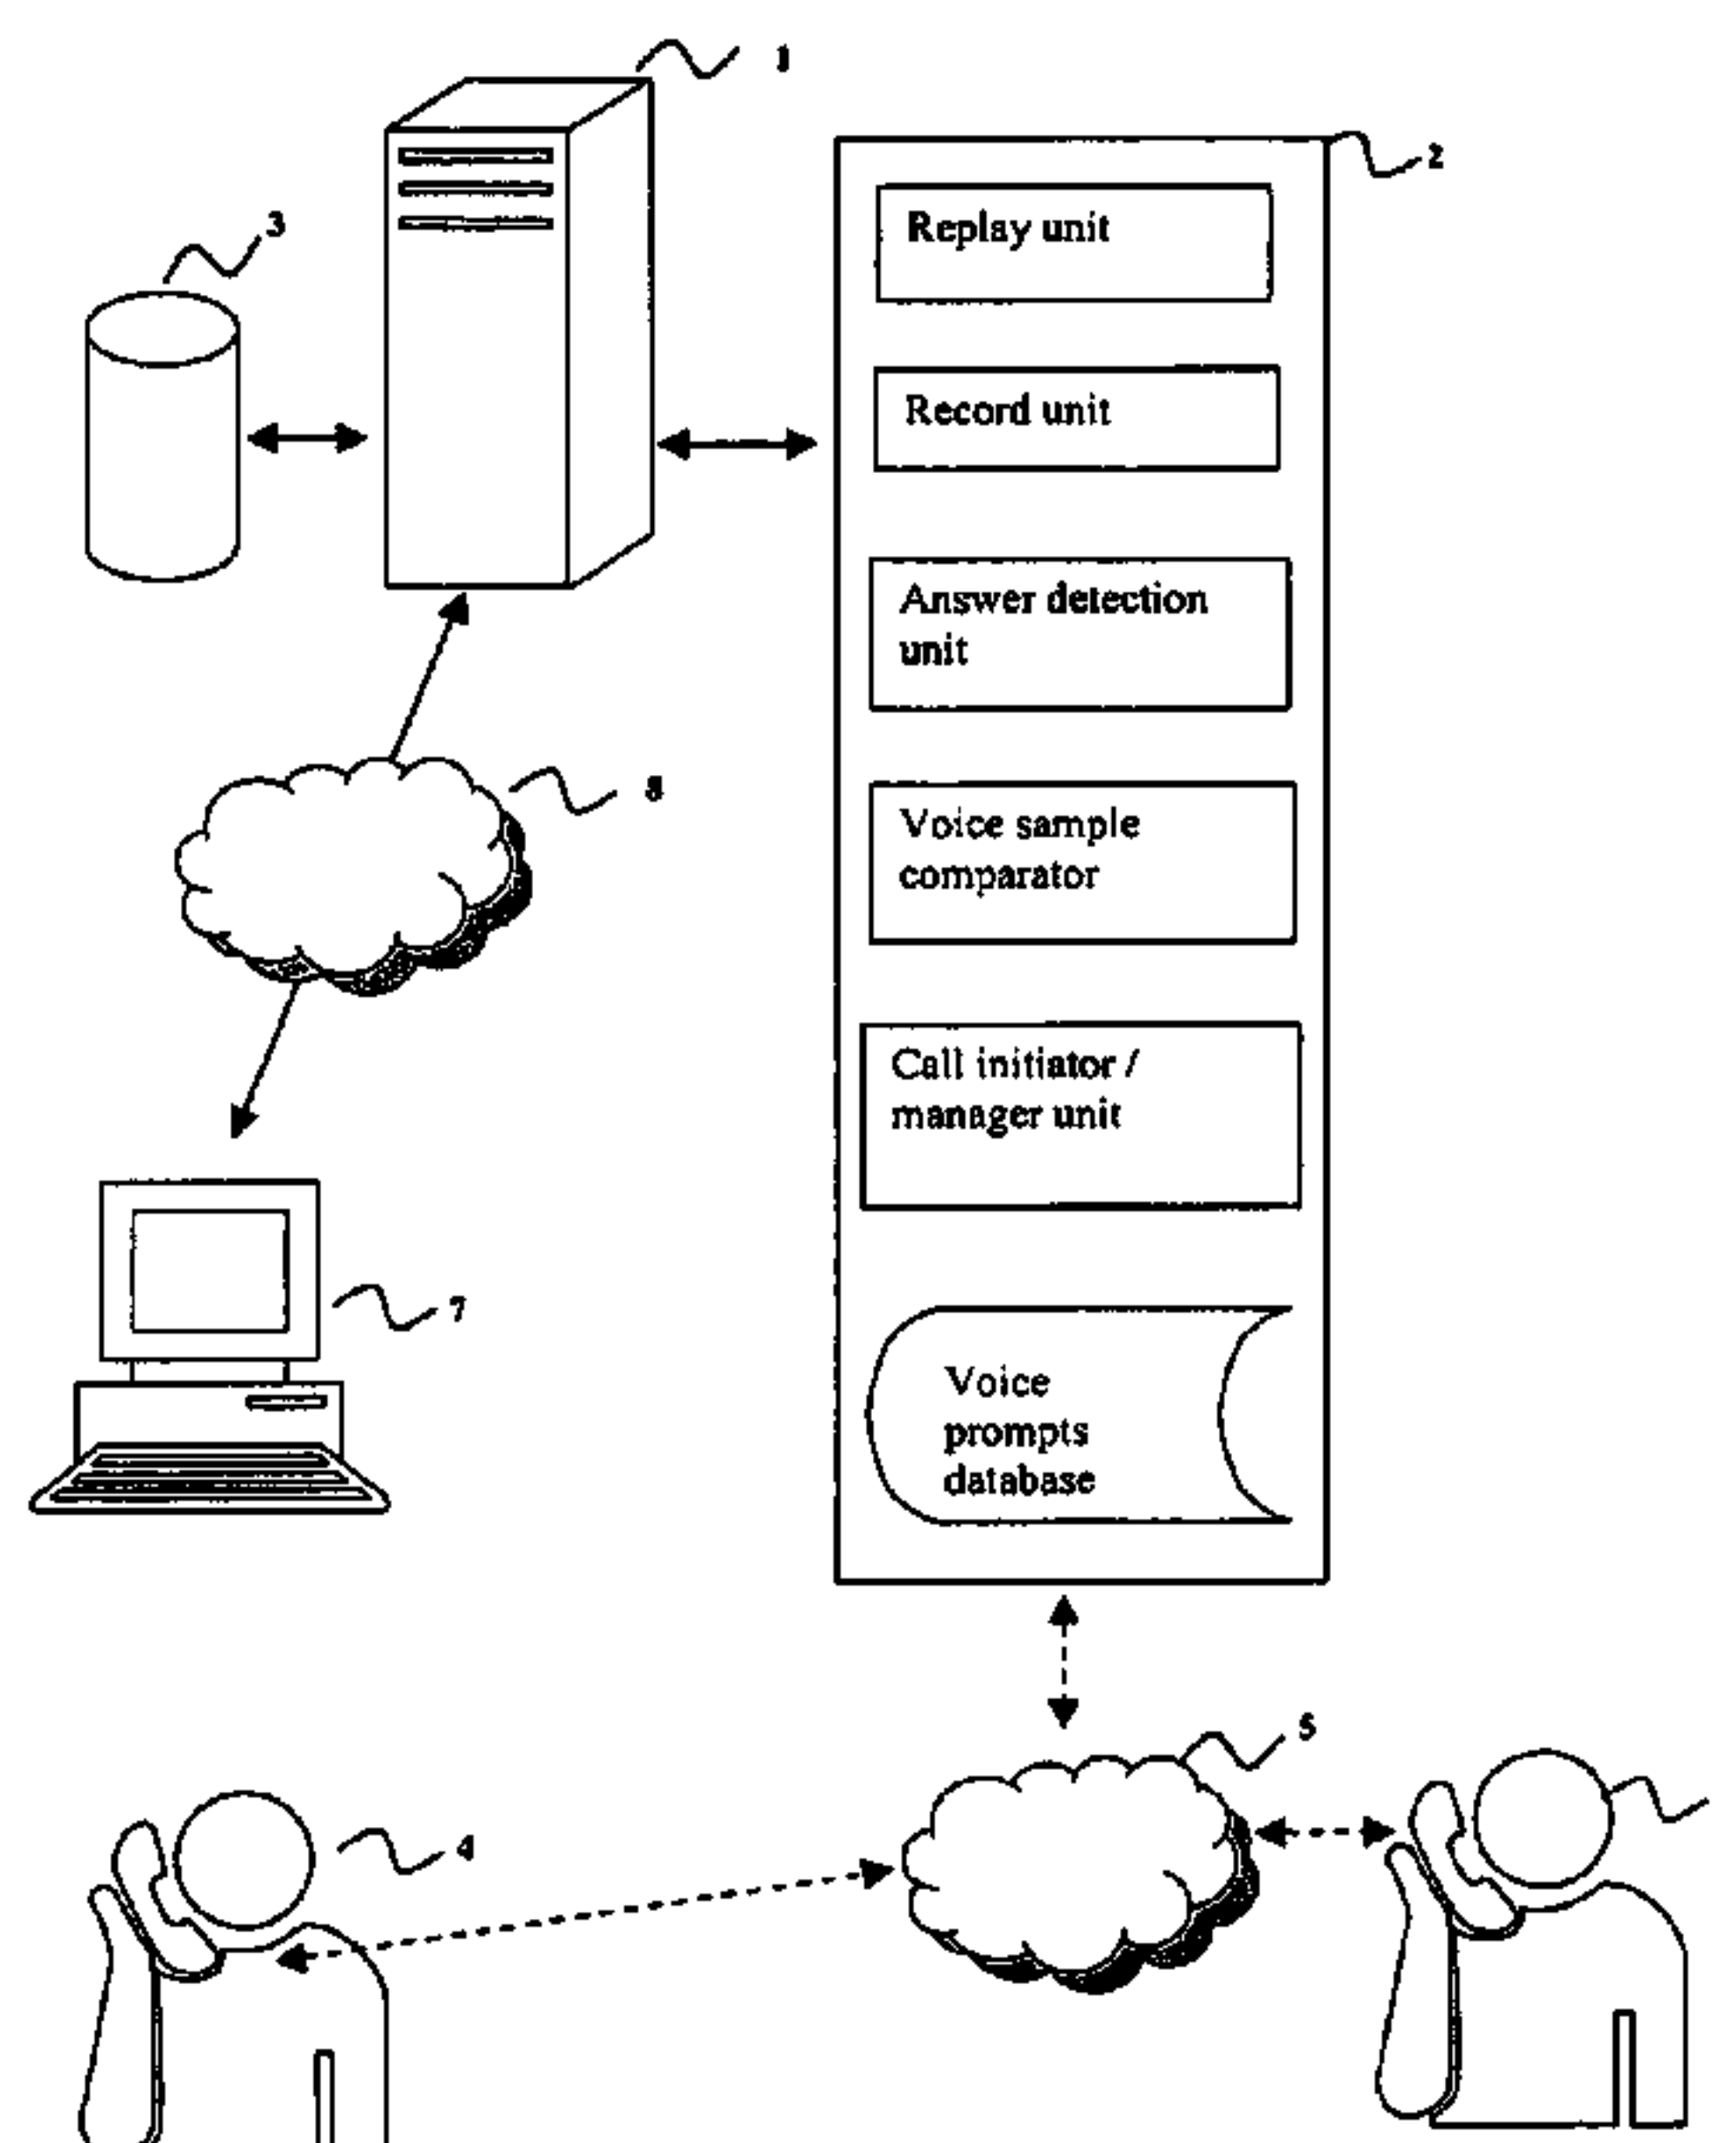 1
2
3
Replay unit
Record unit
Answer detection
unit
8
Voice sample
comparator
Call initiator /
manager unit
7
Voice
prompts
database
5
4